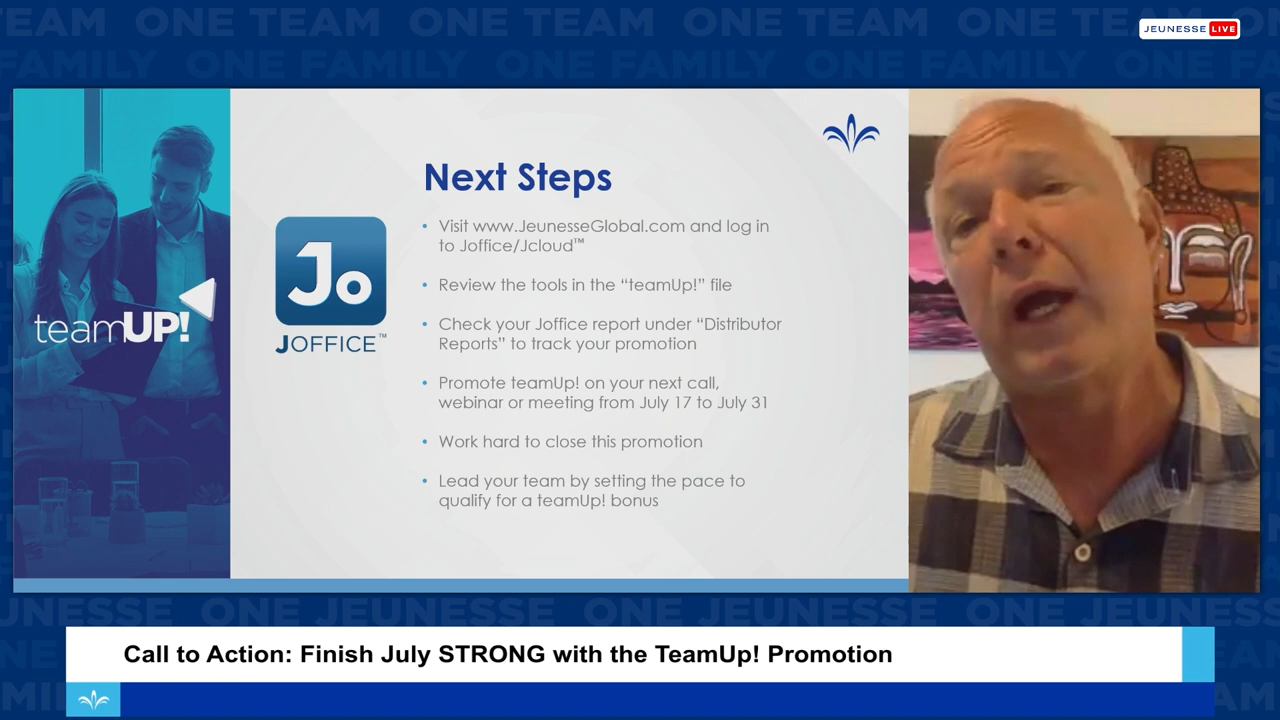 TEAM ONE TEAM ONE TEAM ONE TEAM
JEUNESSE LIVE
FAMILY ONE FAMILY ONE FAMILY ONE FA
Next Steps
• Visit www.JeunesseGlobal.com and log in
to Joffice/Jcloud™
• Review the tools in the “teamUp!” file
• Check your Joffice report under “Distributor
Reports” to track your promotion
• Promote teamUp! on your next call,
webinar or meeting from July 17 to July 31
• Work hard to close this promotion
• Lead your team by setting the pace to
qualify for a teamUp! bonus
teamUP!
Jo
JOFFICE™
UNESSE ONE JEUNESSE ONE JEUNESSE ONE JEUNESSE
Call to Action: Finish July STRONG with the TeamUp! Promotion